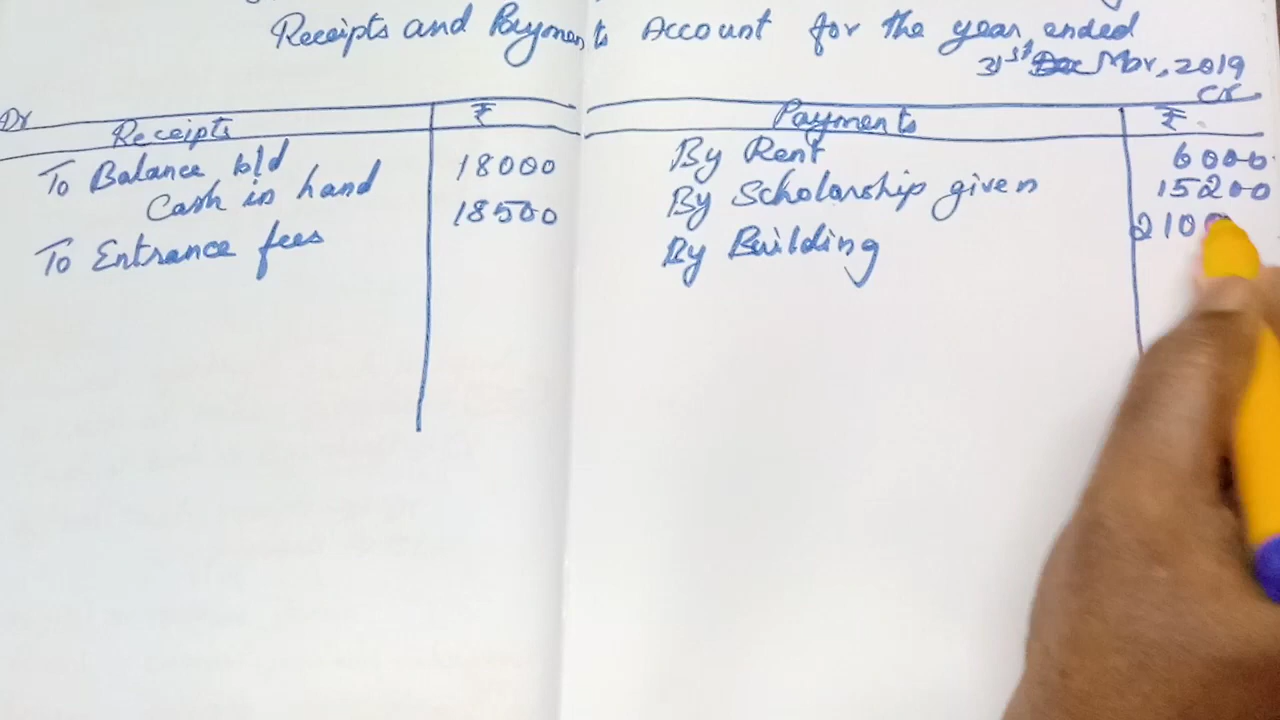 Receipts and Payments Account for the year ended
31st Mar, 2019
Dr Cr
Receipts ₹ Payments ₹
To Balance b/d By Rent 6000
Cash in hand 18000 By Scholarship given 15200
To Entrance fees 18500 By Building 2100